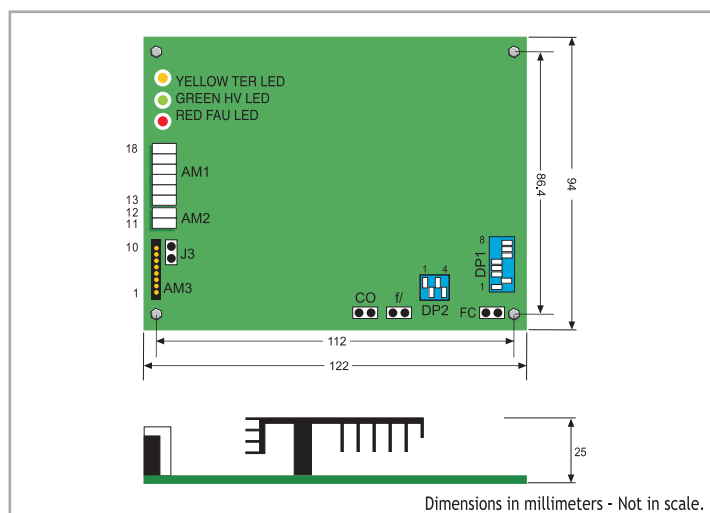 YELLOW TER LED
GREEN HV LED
RED FAU LED
18
AM1
13
12
AM2
11
10
J3
1
AM3
CO
f/
1 4
DP2
8
DP1
1
FC
86.4
94
112
122
25
Dimensions in millimeters - Not in scale.